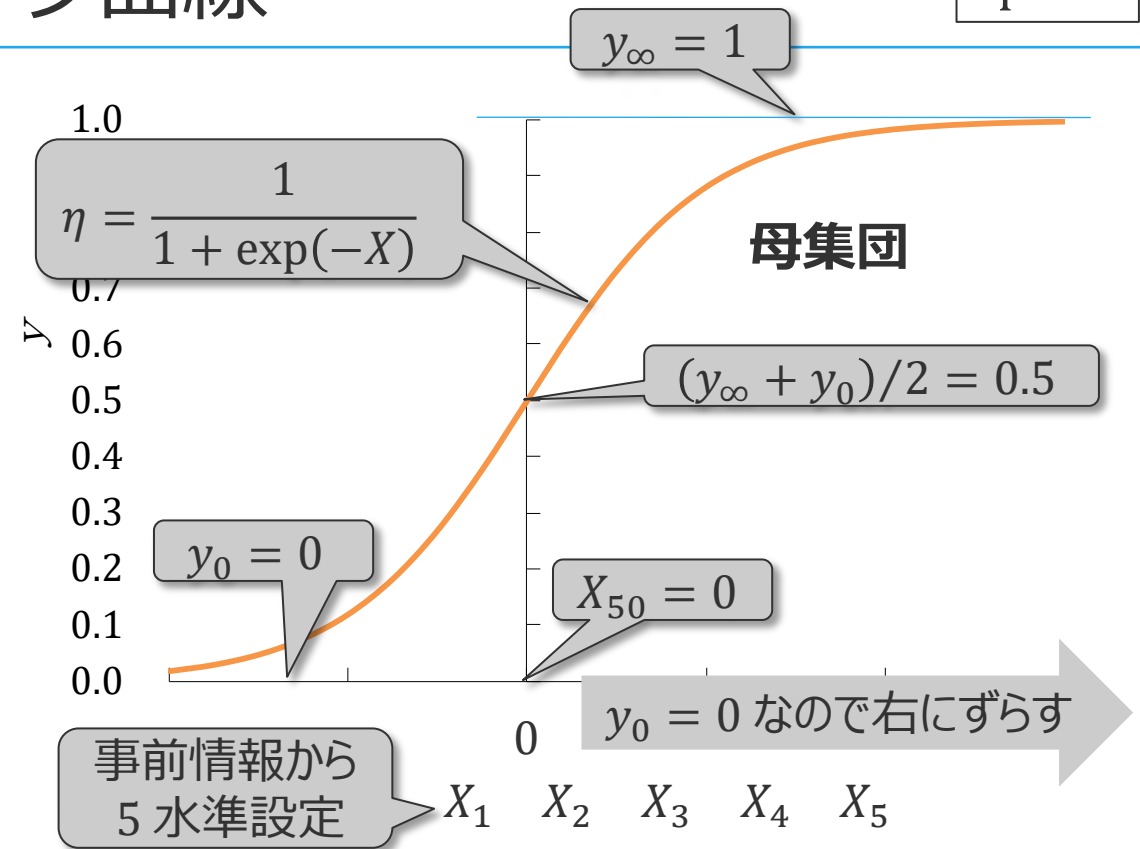 曲線
y∞ = 1
1.0
η = 1 / (1 + exp(−X))
母集団
0.7
y
0.6
(y∞ + y₀)/2 = 0.5
0.5
0.4
0.3
y₀ = 0
0.2
X₅₀ = 0
0.1
0.0
0
y₀ = 0 なので右にずらす
事前情報から
5 水準設定
X₁ X₂ X₃ X₄ X₅